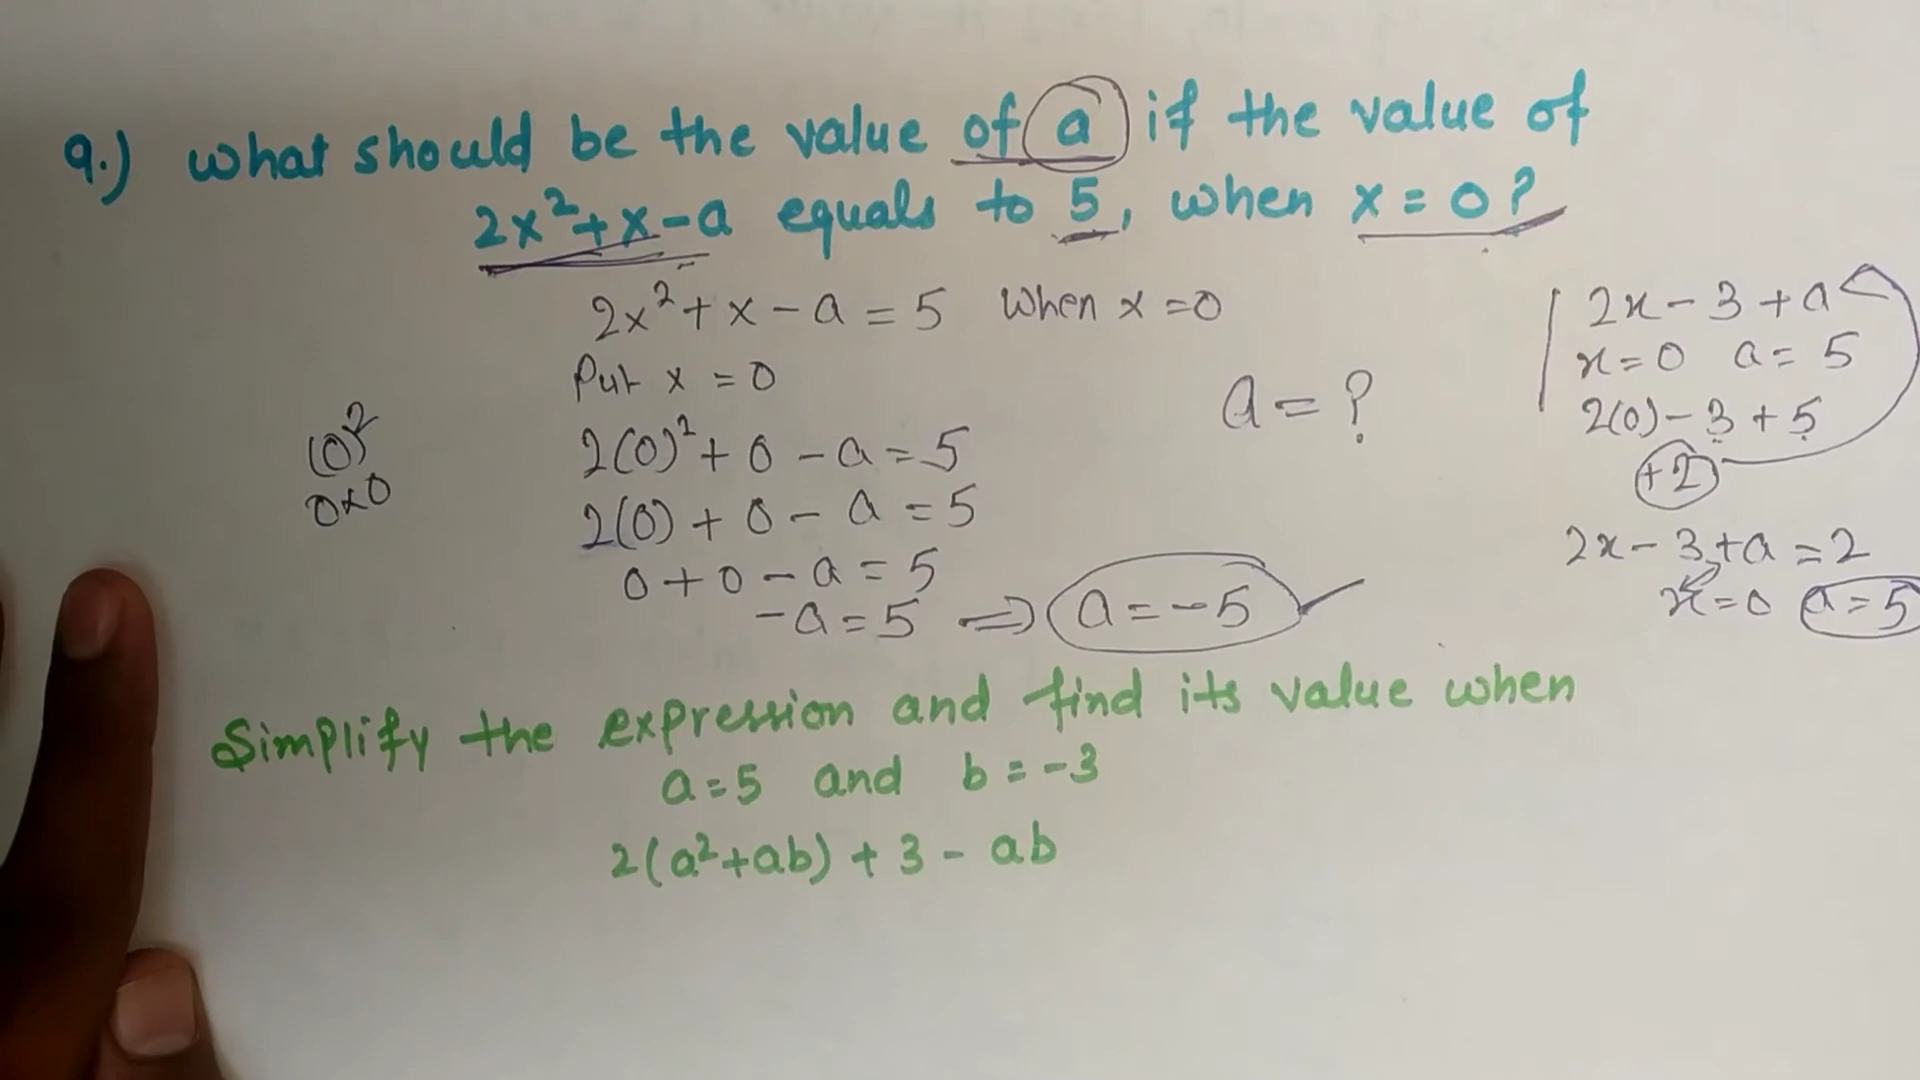 9.) What should be the value of a if the value of
2x²+x-a equals to 5, when x=0?
2x²+x-a=5 When x=0
Put x=0
a=?
(0)²
0x0
2(0)²+0-a=5
2(0)+0-a=5
0+0-a=5
-a=5 ⇒ a=-5
2x-3+a
x=0 a=5
2(0)-3+5
+2
2x-3+a=2
x=0 a=5
Simplify the expression and find its value when
a=5 and b=-3
2(a²+ab)+3-ab